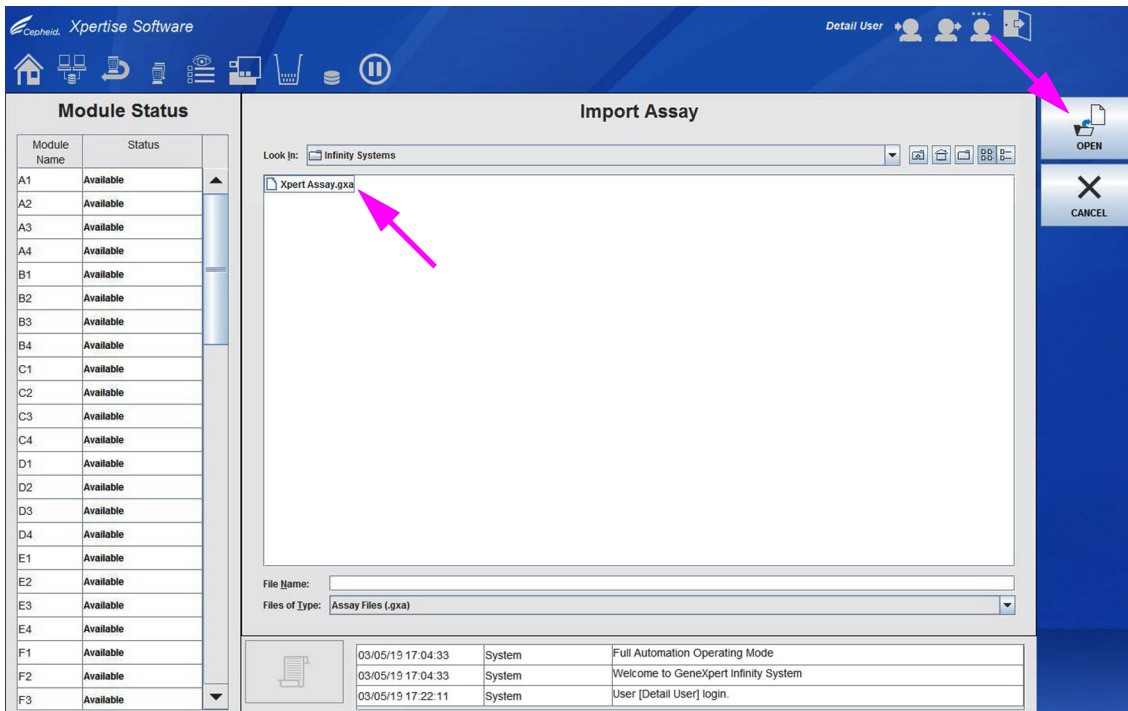 Cepheid. Xpertise Software
Detail User
Module Status
Import Assay
OPEN
CANCEL
Module Name Status
A1 Available
A2 Available
A3 Available
A4 Available
B1 Available
B2 Available
B3 Available
B4 Available
C1 Available
C2 Available
C3 Available
C4 Available
D1 Available
D2 Available
D3 Available
D4 Available
E1 Available
E2 Available
E3 Available
E4 Available
F1 Available
F2 Available
F3 Available
Look In: Infinity Systems
Xpert Assay.gxa
File Name:
Files of Type: Assay Files (.gxa)
03/05/19 17:04:33 System Full Automation Operating Mode
03/05/19 17:04:33 System Welcome to GeneXpert Infinity System
03/05/19 17:22:11 System User [Detail User] login.